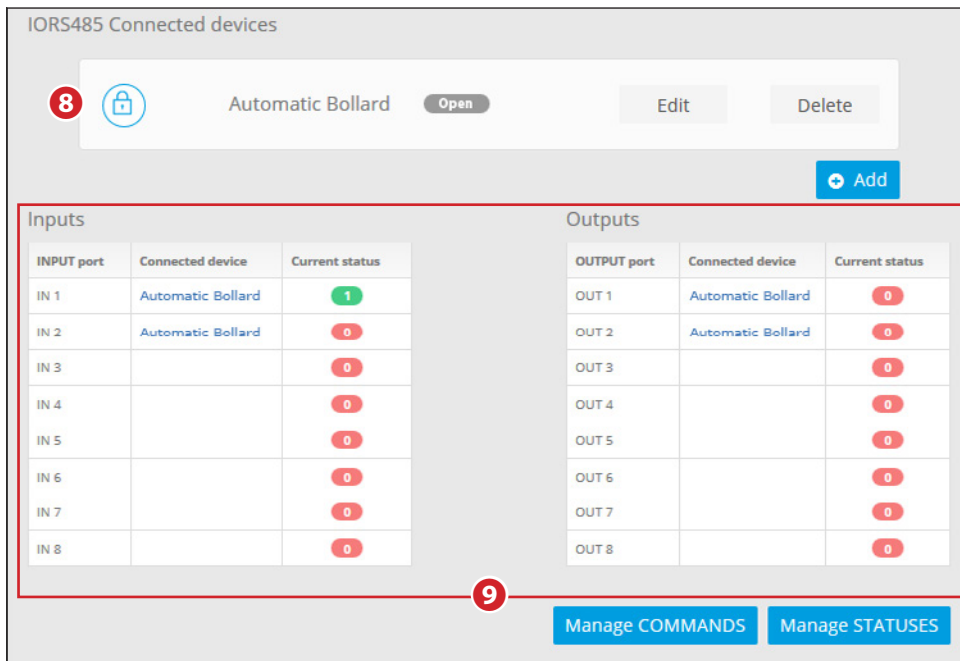 IORS485 Connected devices
8 Automatic Bollard Open Edit Delete
Add
Inputs
INPUT port Connected device Current status
IN 1 Automatic Bollard 1
IN 2 Automatic Bollard 0
IN 3 0
IN 4 0
IN 5 0
IN 6 0
IN 7 0
IN 8 0
Outputs
OUTPUT port Connected device Current status
OUT 1 Automatic Bollard 0
OUT 2 Automatic Bollard 0
OUT 3 0
OUT 4 0
OUT 5 0
OUT 6 0
OUT 7 0
OUT 8 0
9
Manage COMMANDS Manage STATUSES